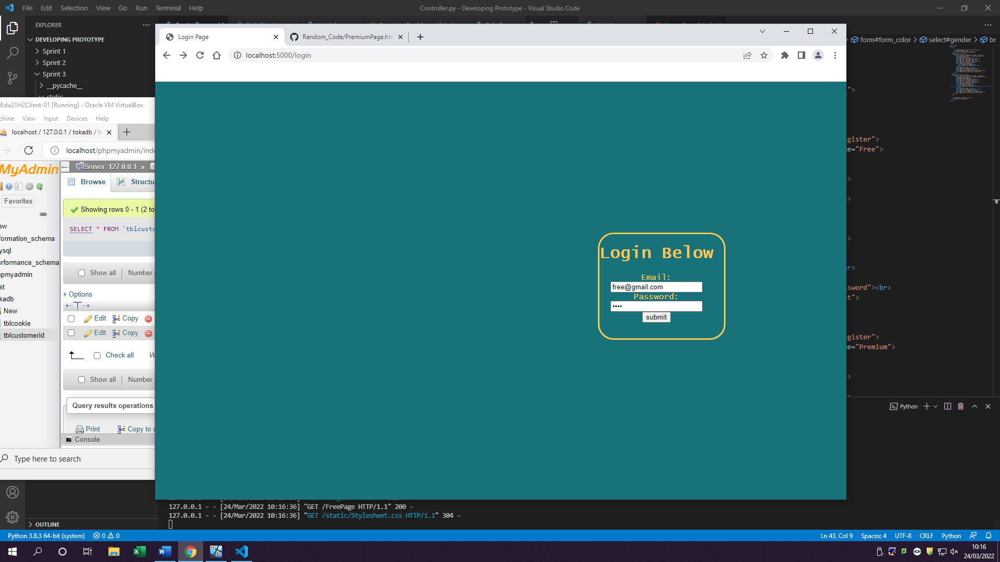 File Edit Selection View Go Run Terminal Help
Controller.py - Developing Prototype - Visual Studio Code
EXPLORER
DEVELOPING PROTOTYPE
Sprint 1
Sprint 2
Sprint 3
__pycache__
static
Login Page
Random_Code/PremiumPage.htm
localhost:5000/login
form#form_color > select#gender > br
Edu21H2Client-01 [Running] - Oracle VM VirtualBox
chine View Input Devices Help
localhost / 127.0.0.1 / tokadb / tl
localhost/phpmyadmin/inde
MyAdmin
Server: 127.0.0.1 »
Browse Structu
Favorites
Showing rows 0 - 1 (2 to
SELECT * FROM `tblcusto
ew
formation_schema
ysql
erformance_schema
hpmyadmin
st
kadb
New
tblcookie
tblcustomerid
Show all Number
+ Options
←T→
Edit Copy
Edit Copy
Check all W
Show all Number
Query results operations
Print Copy to c
Console
Type here to search
Login Below
Email:
free@gmail.com
Password:
••••
submit
">
gister">
e="Free">
>
>
>
r>
sword"><br>
t">
gister">
e="Premium">
>
Python
127.0.0.1 - - [24/Mar/2022 10:16:36] "GET /FreePage HTTP/1.1" 200 -
127.0.0.1 - - [24/Mar/2022 10:16:36] "GET /static/Stylesheet.css HTTP/1.1" 304 -
OUTLINE
Python 3.8.3 64-bit (system) 0 0
Ln 43, Col 9 Spaces: 4 UTF-8 CRLF Python
10:16
24/03/2022